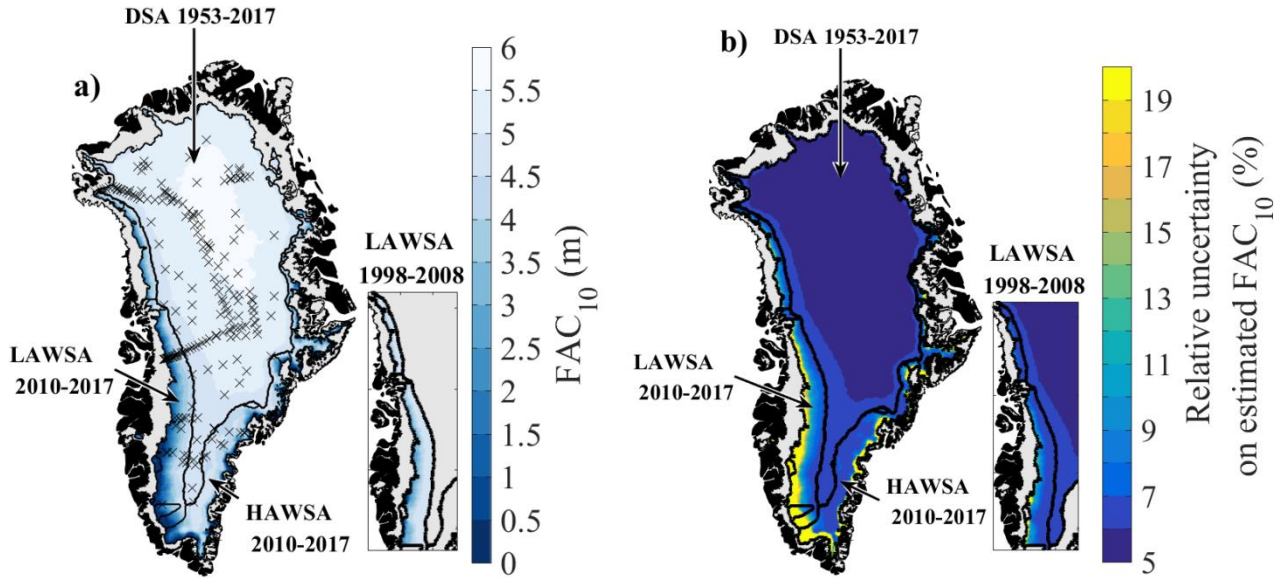 DSA 1953-2017
a)
LAWSA
1998-2008
LAWSA
2010-2017
HAWSA
2010-2017
6
5.5
5
4.5
4
3.5
3
2.5
2
1.5
1
0.5
0
FAC10 (m)
b)
DSA 1953-2017
LAWSA
1998-2008
LAWSA
2010-2017
HAWSA
2010-2017
19
17
15
13
11
9
7
5
Relative uncertainty
on estimated FAC10 (%)